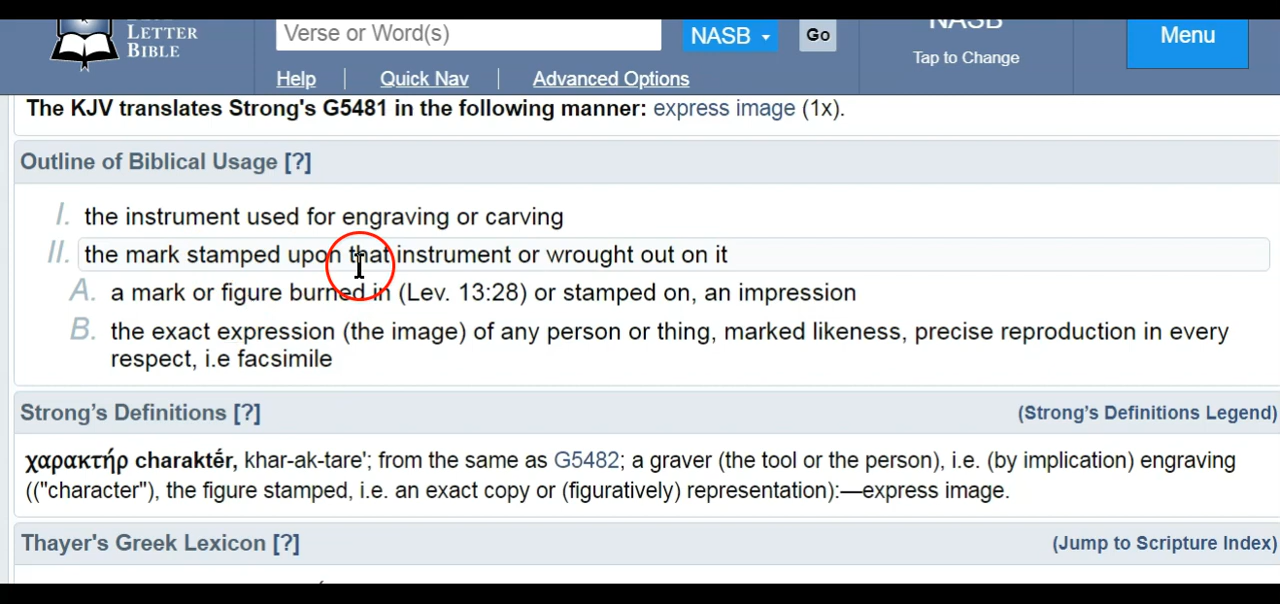 LETTER
BIBLE
Verse or Word(s)
NASB
Go
NASB
Tap to Change
Menu
Help | Quick Nav | Advanced Options
The KJV translates Strong's G5481 in the following manner: express image (1x).
Outline of Biblical Usage [?]
I. the instrument used for engraving or carving
II. the mark stamped upon that instrument or wrought out on it
A. a mark or figure burned in (Lev. 13:28) or stamped on, an impression
B. the exact expression (the image) of any person or thing, marked likeness, precise reproduction in every
respect, i.e facsimile
Strong’s Definitions [?] (Strong’s Definitions Legend)
χαρακτήρ charaktḗr, khar-ak-tare'; from the same as G5482; a graver (the tool or the person), i.e. (by implication) engraving
(("character"), the figure stamped, i.e. an exact copy or (figuratively) representation):—express image.
Thayer's Greek Lexicon [?] (Jump to Scripture Index)